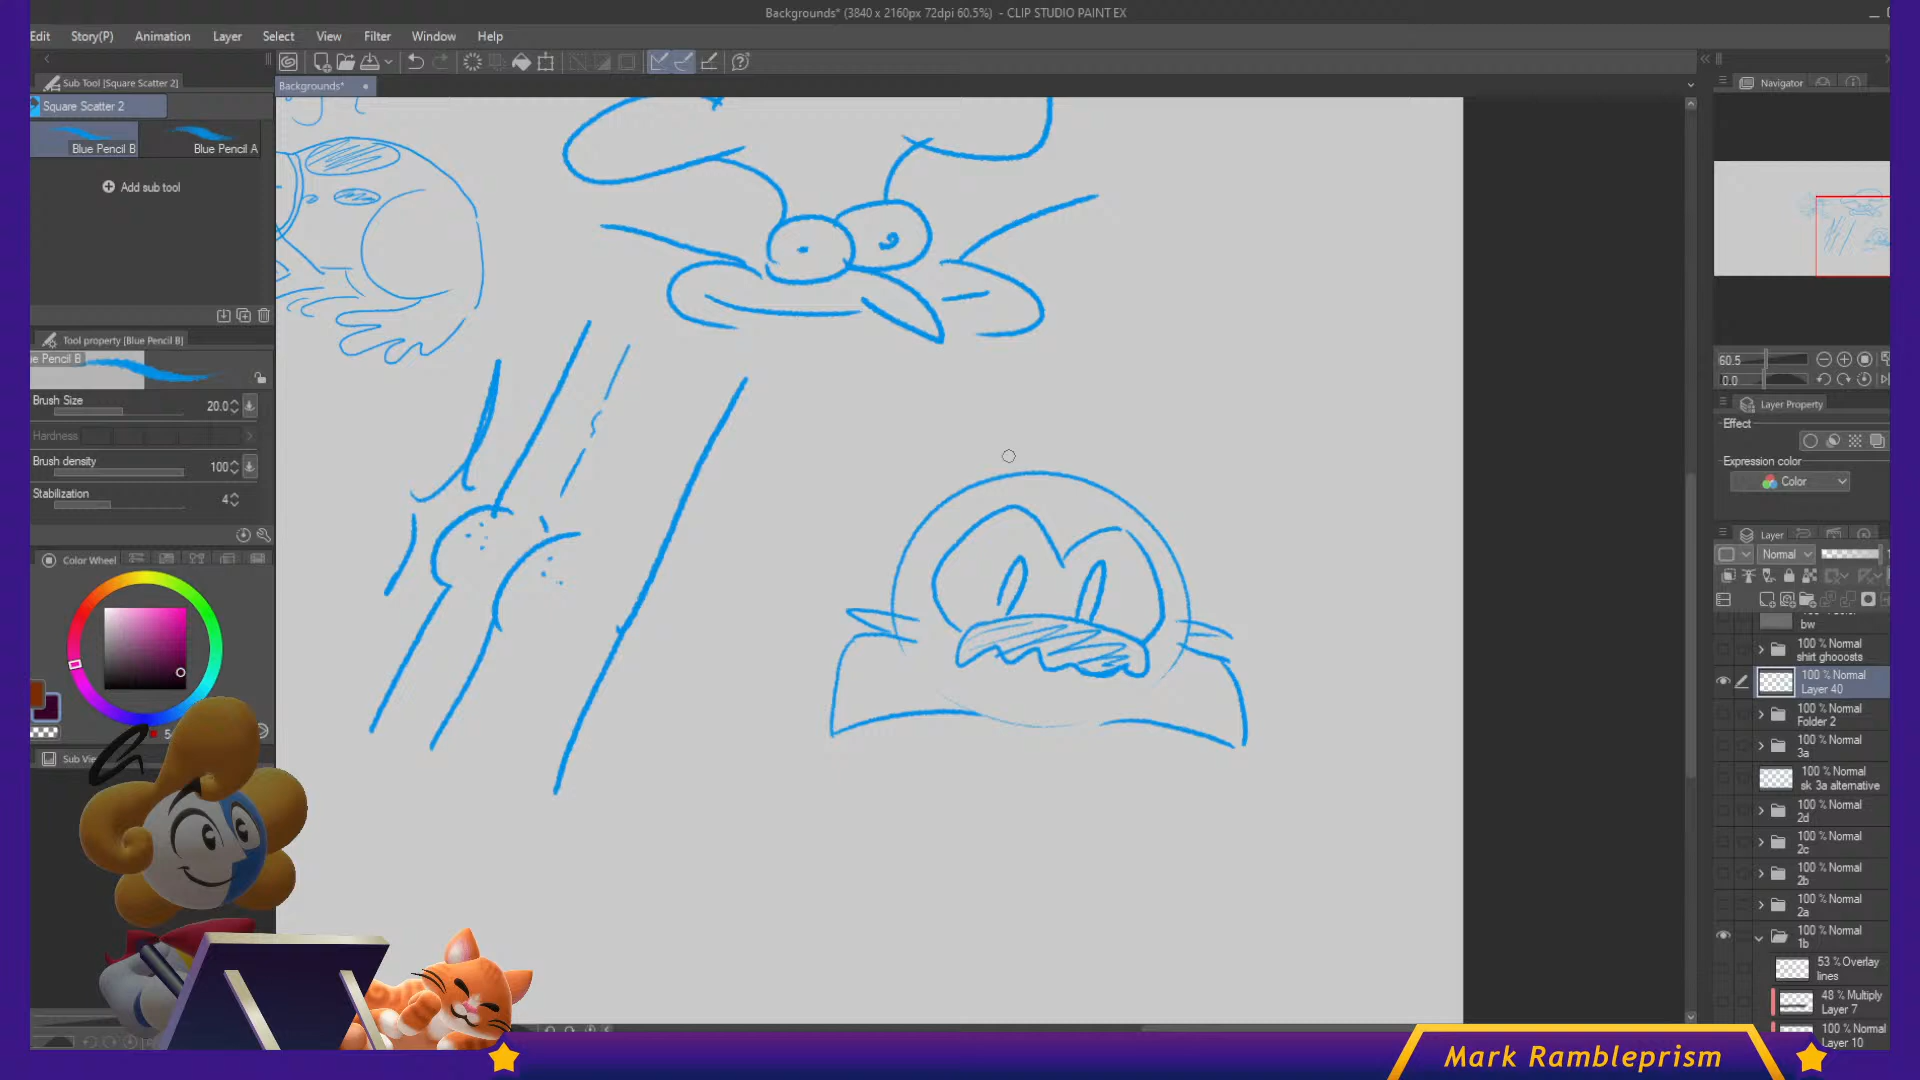 Backgrounds* (3840 x 2160px 72dpi 60.5%) - CLIP STUDIO PAINT EX
Edit Story(P) Animation Layer Select View Filter Window Help
Sub Tool [Square Scatter 2]
Backgrounds*
Navigator
Square Scatter 2
Blue Pencil B Blue Pencil A
Add sub tool
Tool property [Blue Pencil B]
e Pencil B
Brush Size 20.0
Hardness
Brush density 100
Stabilization 4
Color Wheel
5
Sub Vie
60.5
0.0
Layer Property
Effect
Expression color
Color
Layer
Normal
bw
100 % Normal
shirt ghooosts
100 % Normal
Layer 40
100 % Normal
Folder 2
100 % Normal
3a
100 % Normal
sk 3a alternative
100 % Normal
2d
100 % Normal
2c
100 % Normal
2b
100 % Normal
2a
100 % Normal
1b
53 % Overlay
lines
48 % Multiply
Layer 7
100 % Normal
Layer 10
Mark Rambleprism